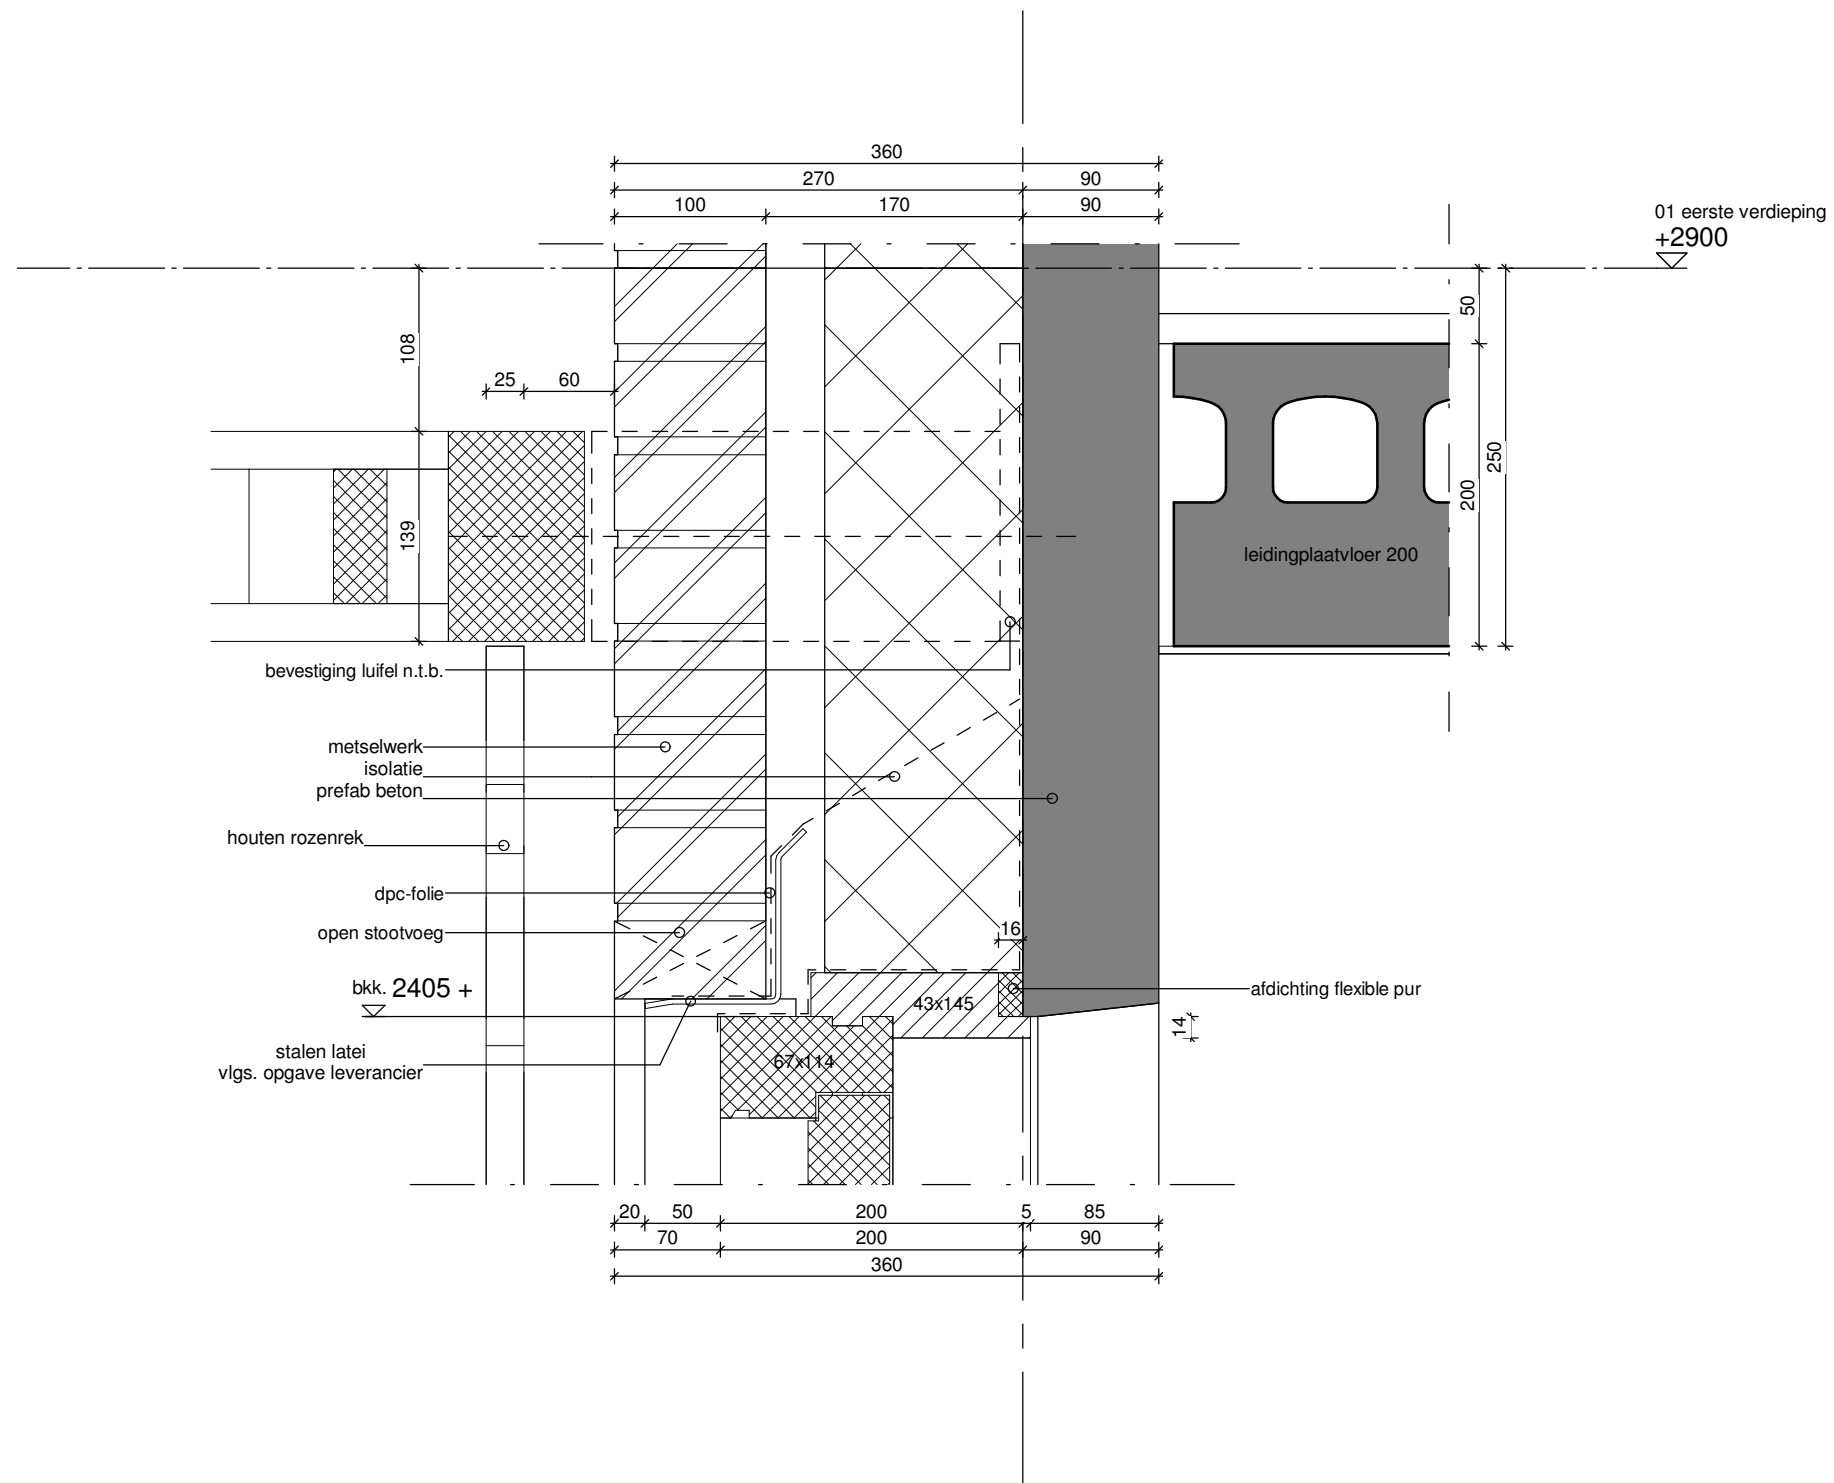 360
270 90
100 170 90
01 eerste verdieping
+2900
50
108
25 60
250
200
139
leidingplaatvloer 200
bevestiging luifel n.t.b.
metselwerk
isolatie
prefab beton
houten rozenrek
dpc-folie
open stootvoeg
16
bkk. 2405 +
43x145
afdichting flexible pur
14
stalen latei
vlgs. opgave leverancier
67x114
20 50 200 5 85
70 200 90
360